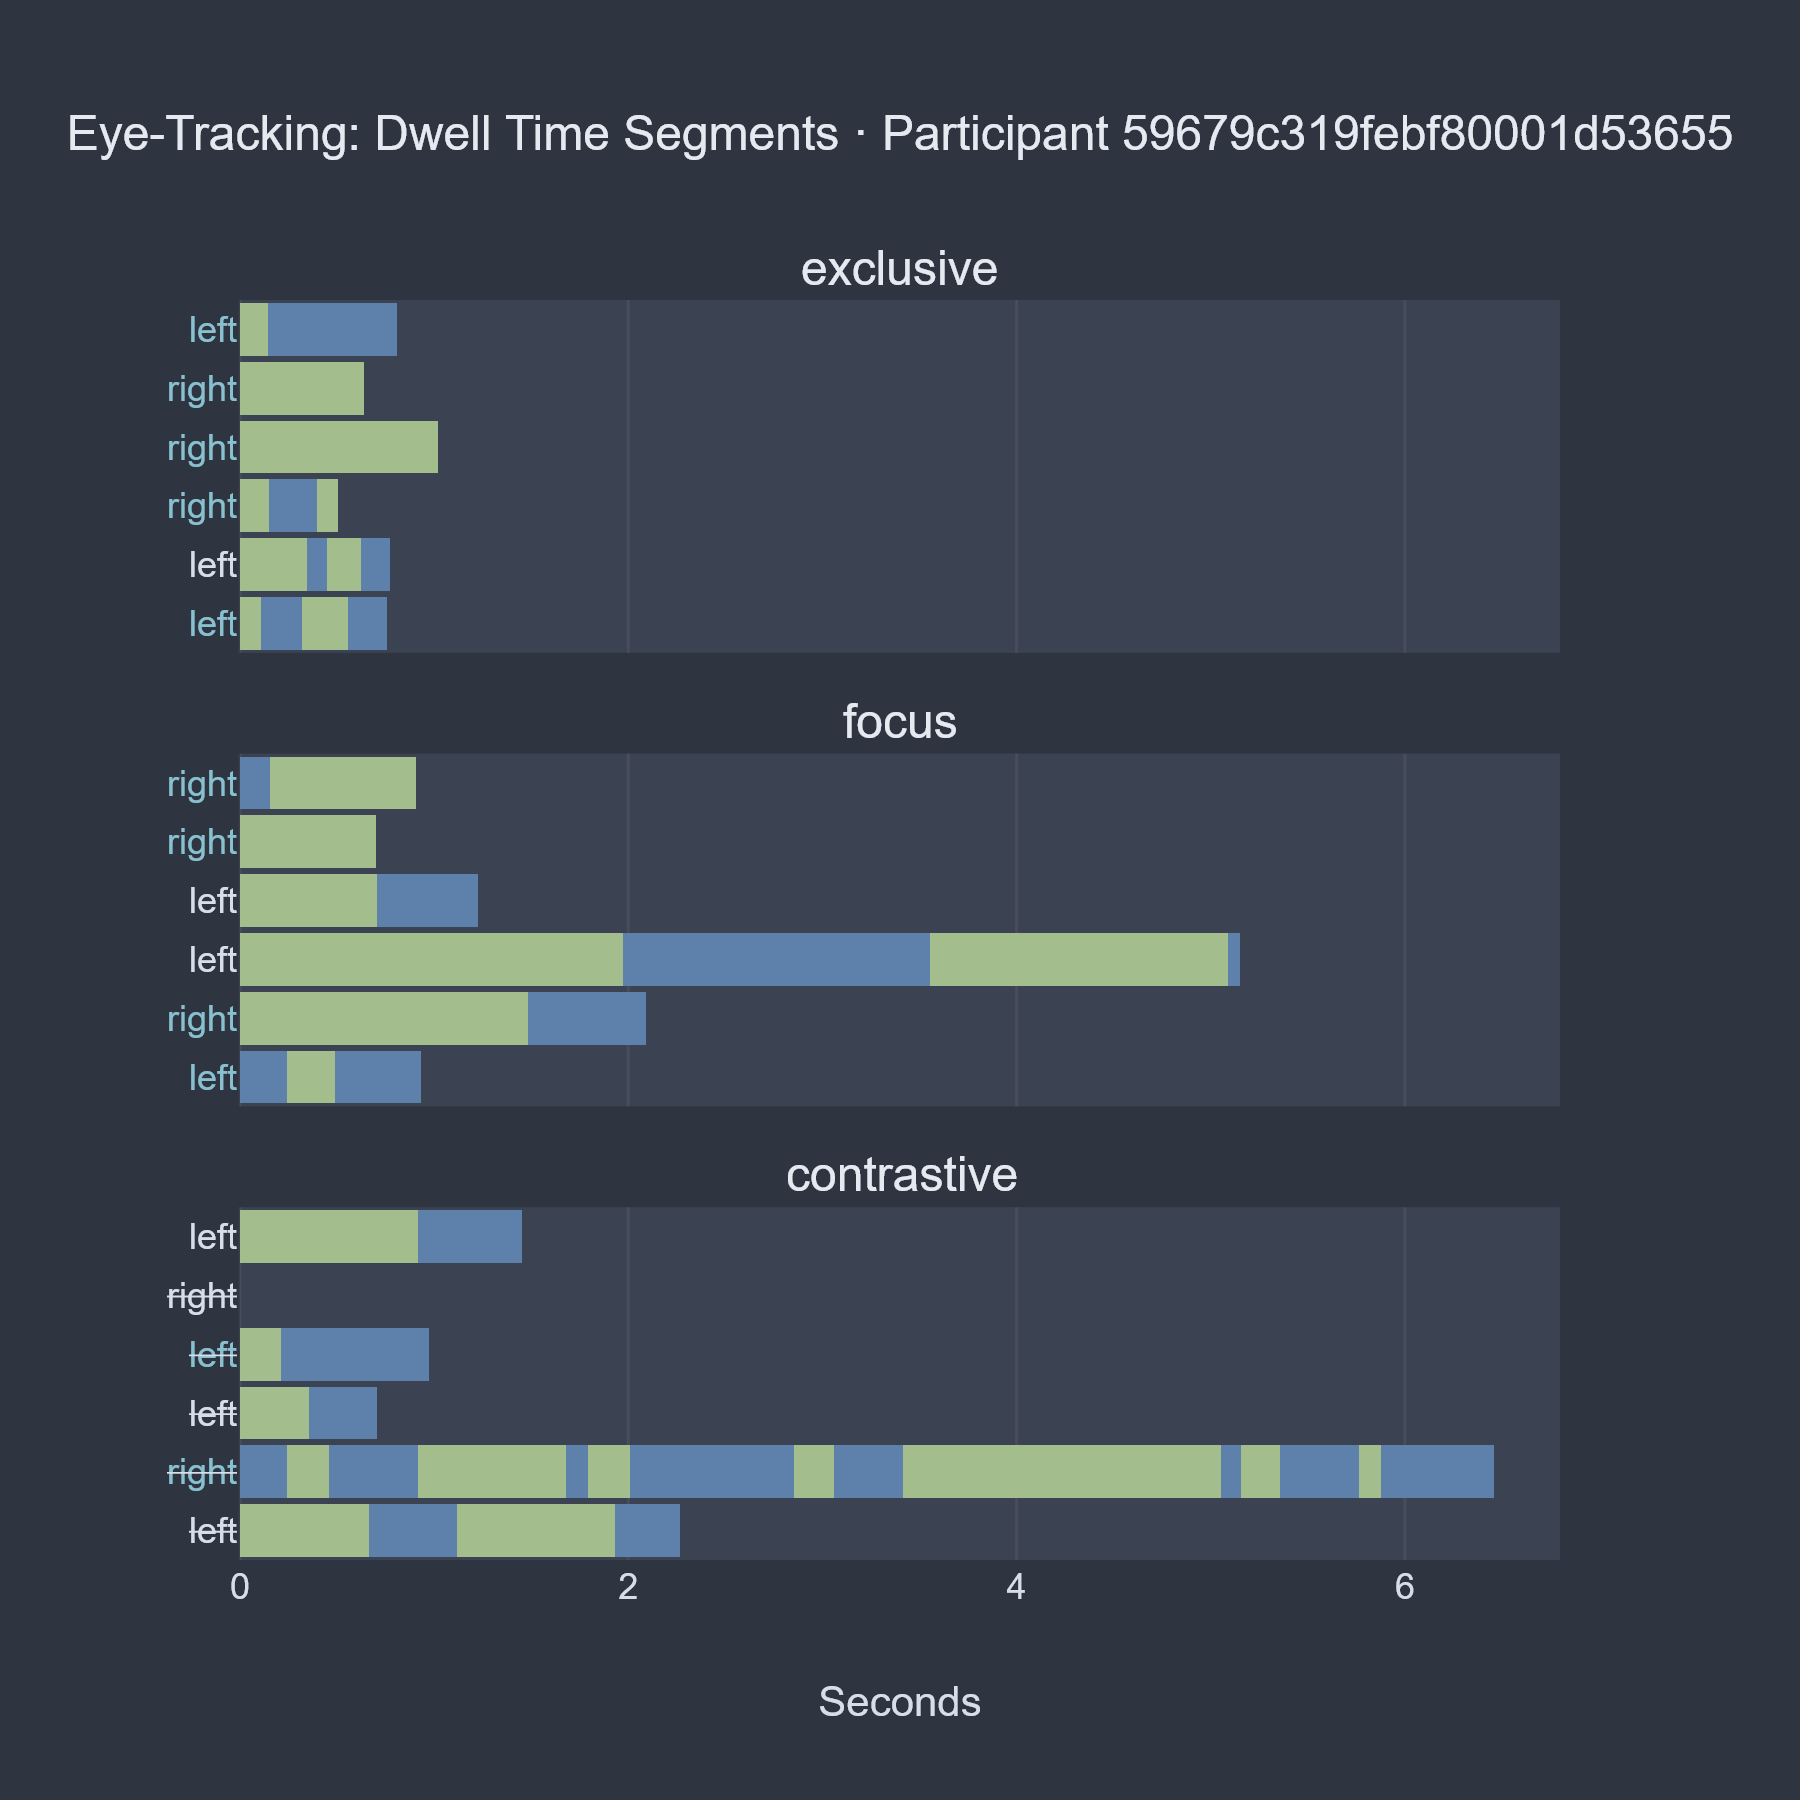 Eye-Tracking: Dwell Time Segments · Participant 59679c319febf80001d53655
exclusive
left
right
right
right
left
left
focus
right
right
left
left
right
left
contrastive
left
right
left
left
right
left
0 2 4 6
Seconds